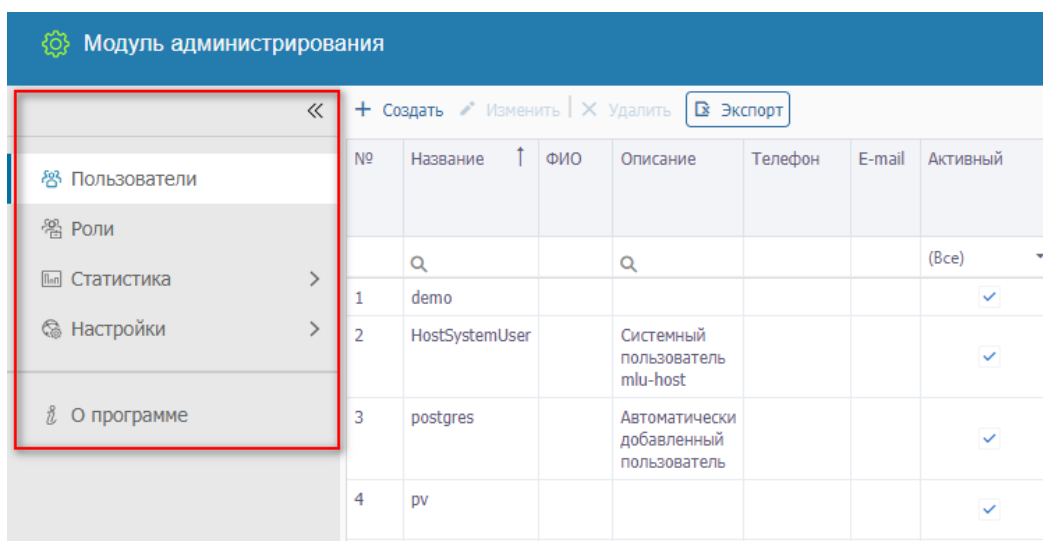 Модуль администрирования
+ Создать Изменить Удалить Экспорт
№ Название ФИО Описание Телефон E-mail Активный
Пользователи
Роли
Статистика
Настройки
О программе
(Все)
1 demo
2 HostSystemUser Системный
пользователь
mlu-host
3 postgres Автоматически
добавленный
пользователь
4 pv